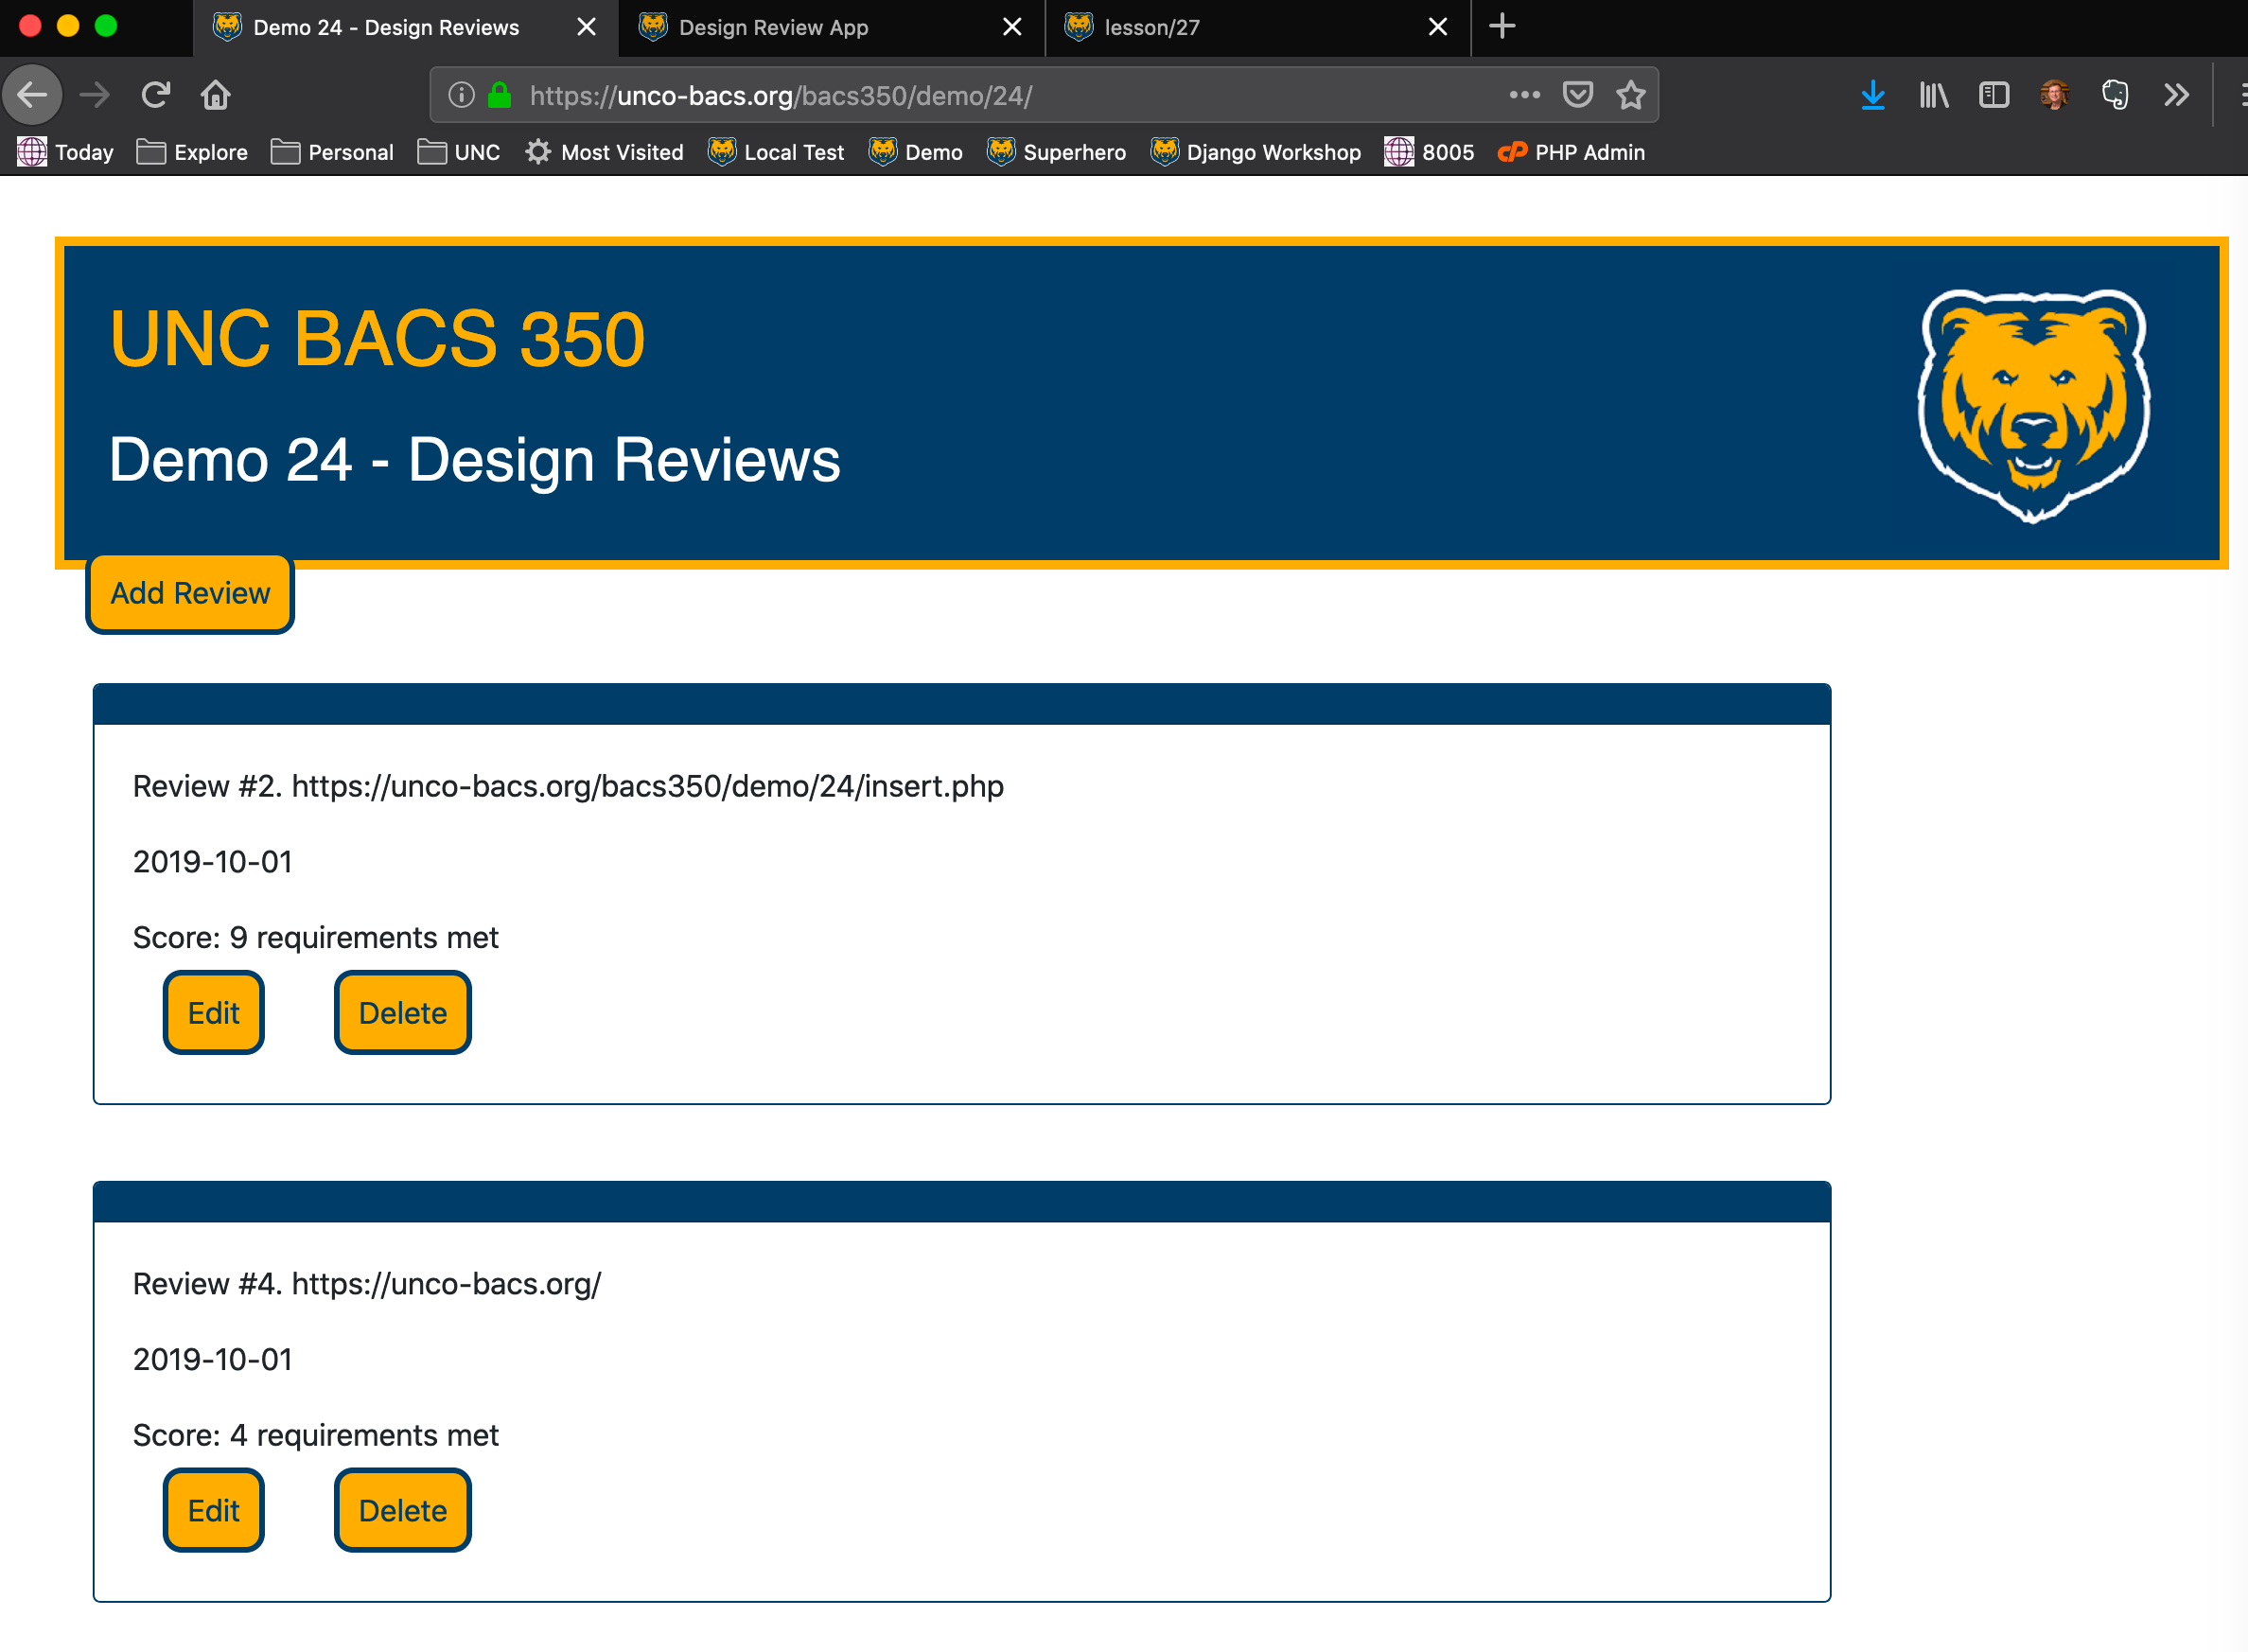 Demo 24 - Design Reviews
Design Review App
lesson/27
https://unco-bacs.org/bacs350/demo/24/
Today Explore Personal UNC Most Visited Local Test Demo Superhero Django Workshop 8005 cP PHP Admin
UNC BACS 350
Demo 24 - Design Reviews
Add Review
Review #2. https://unco-bacs.org/bacs350/demo/24/insert.php
2019-10-01
Score: 9 requirements met
Edit Delete
Review #4. https://unco-bacs.org/
2019-10-01
Score: 4 requirements met
Edit Delete